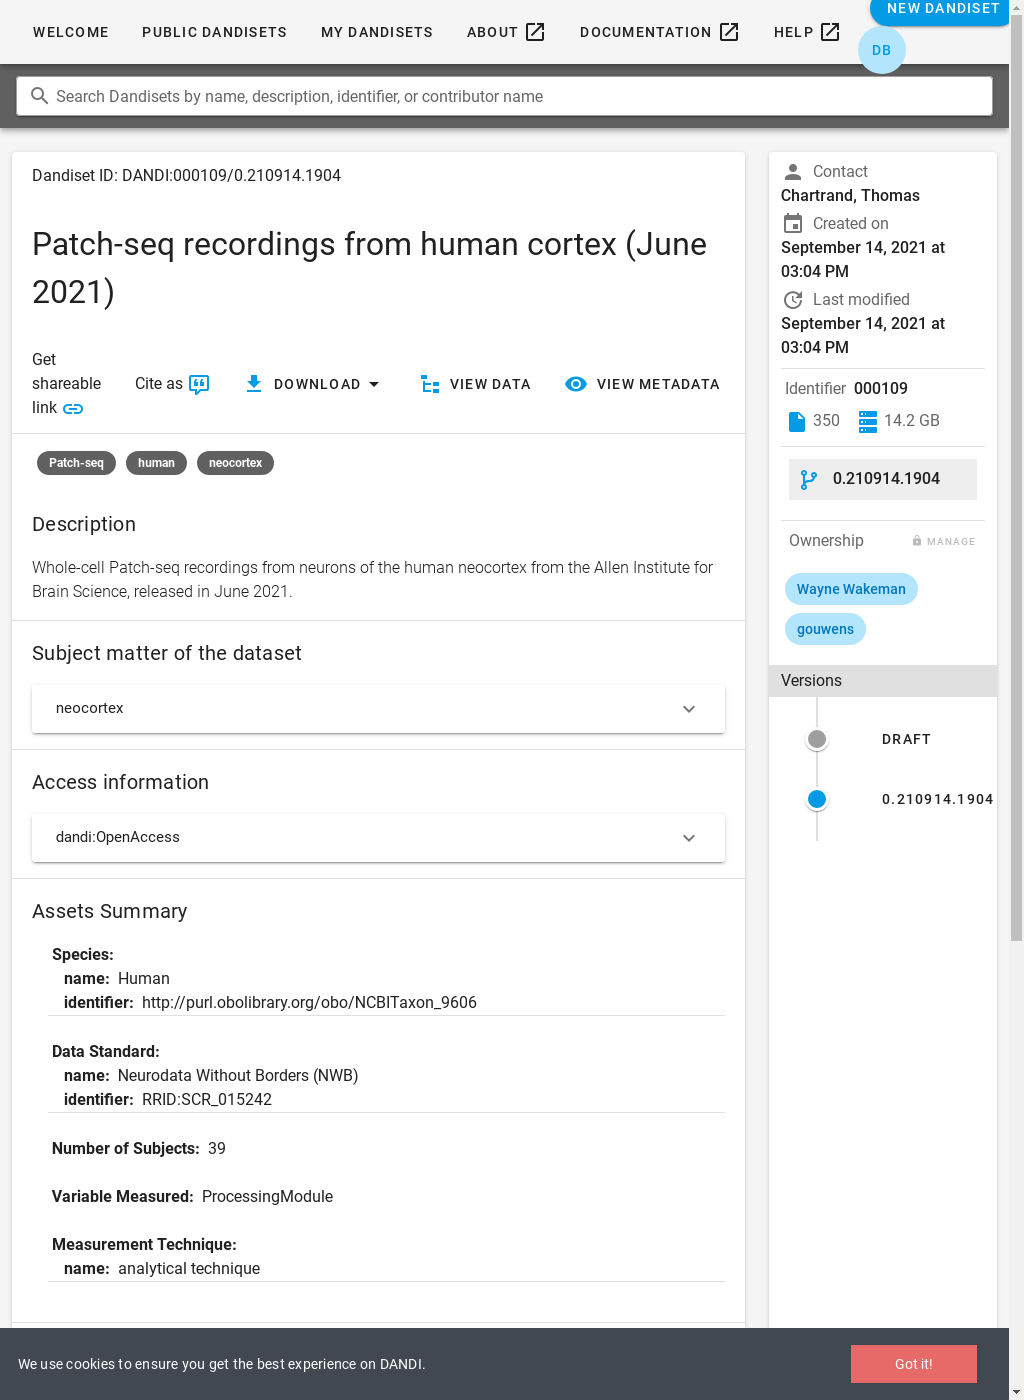 WELCOME PUBLIC DANDISETS MY DANDISETS ABOUT DOCUMENTATION HELP NEW DANDISET
DB
Search Dandisets by name, description, identifier, or contributor name
Dandiset ID: DANDI:000109/0.210914.1904
Patch-seq recordings from human cortex (June
2021)
Get
shareable
link
Cite as
DOWNLOAD
VIEW DATA
VIEW METADATA
Patch-seq human neocortex
Description
Whole-cell Patch-seq recordings from neurons of the human neocortex from the Allen Institute for
Brain Science, released in June 2021.
Subject matter of the dataset
neocortex
Access information
dandi:OpenAccess
Assets Summary
Species:
name: Human
identifier: http://purl.obolibrary.org/obo/NCBITaxon_9606
Data Standard:
name: Neurodata Without Borders (NWB)
identifier: RRID:SCR_015242
Number of Subjects: 39
Variable Measured: ProcessingModule
Measurement Technique:
name: analytical technique
Contact
Chartrand, Thomas
Created on
September 14, 2021 at
03:04 PM
Last modified
September 14, 2021 at
03:04 PM
Identifier 000109
350 14.2 GB
0.210914.1904
Ownership MANAGE
Wayne Wakeman
gouwens
Versions
DRAFT
0.210914.1904
We use cookies to ensure you get the best experience on DANDI.
Got it!